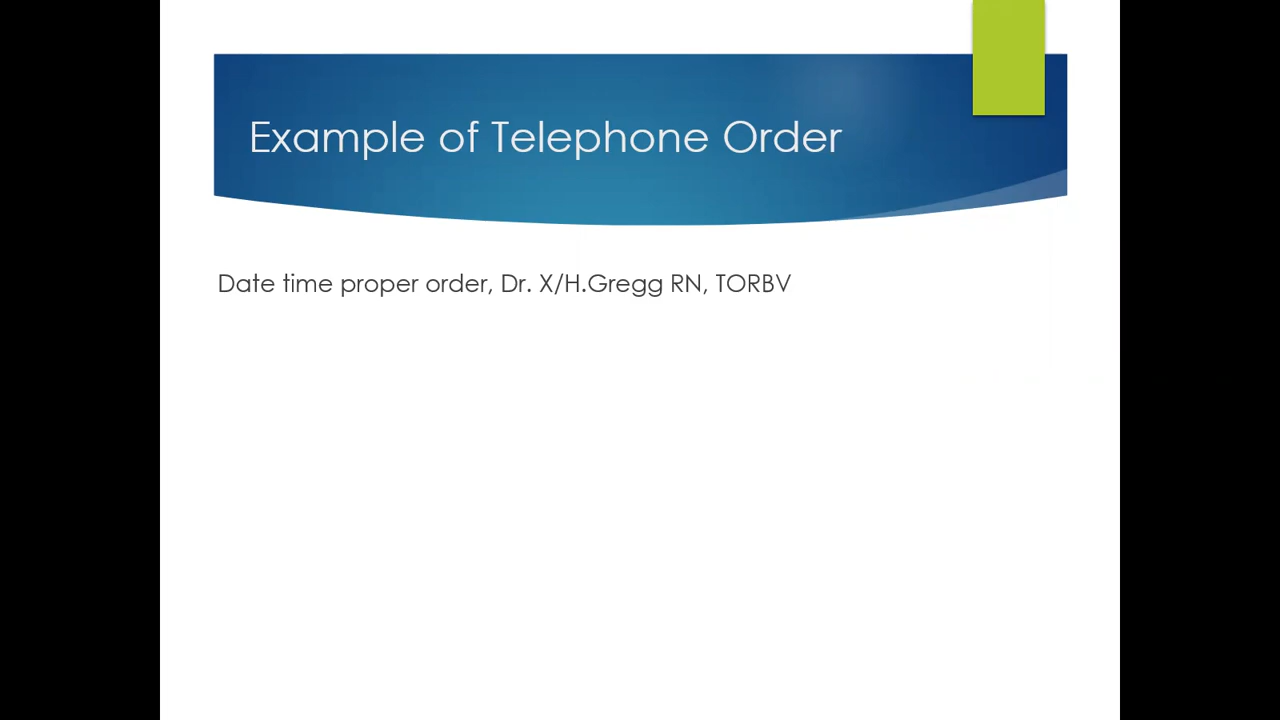 Example of Telephone Order
Date time proper order, Dr. X/H.Gregg RN, TORBV